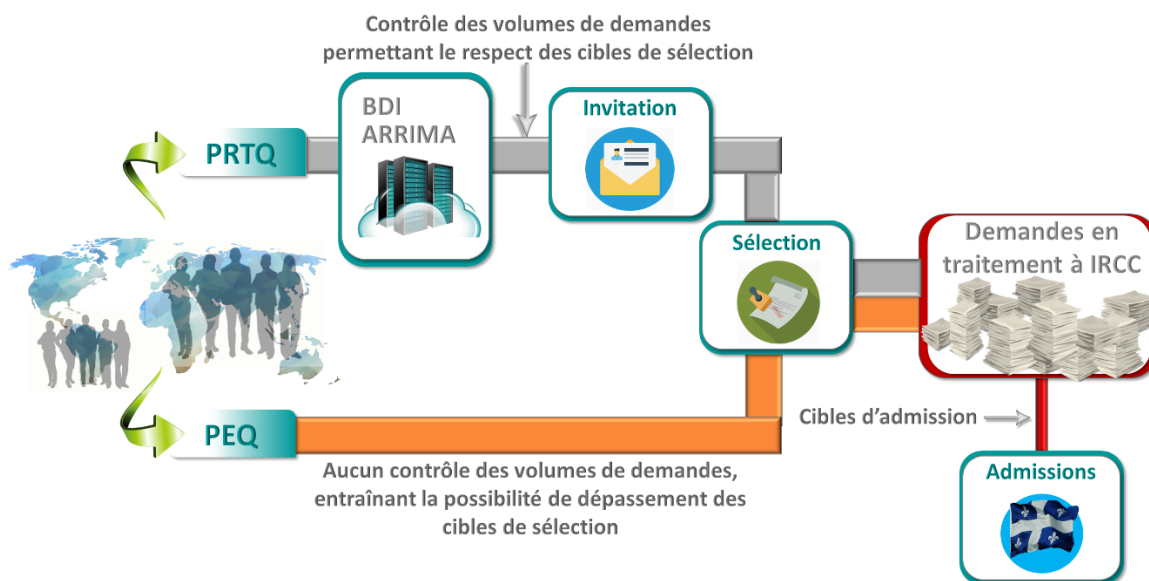 Contrôle des volumes de demandes
permettant le respect des cibles de sélection
BDI
ARRIMA
Invitation
PRTQ
Sélection
Demandes en
traitement à IRCC
PEQ
Cibles d'admission
Aucun contrôle des volumes de demandes,
entraînant la possibilité de dépassement des
cibles de sélection
Admissions